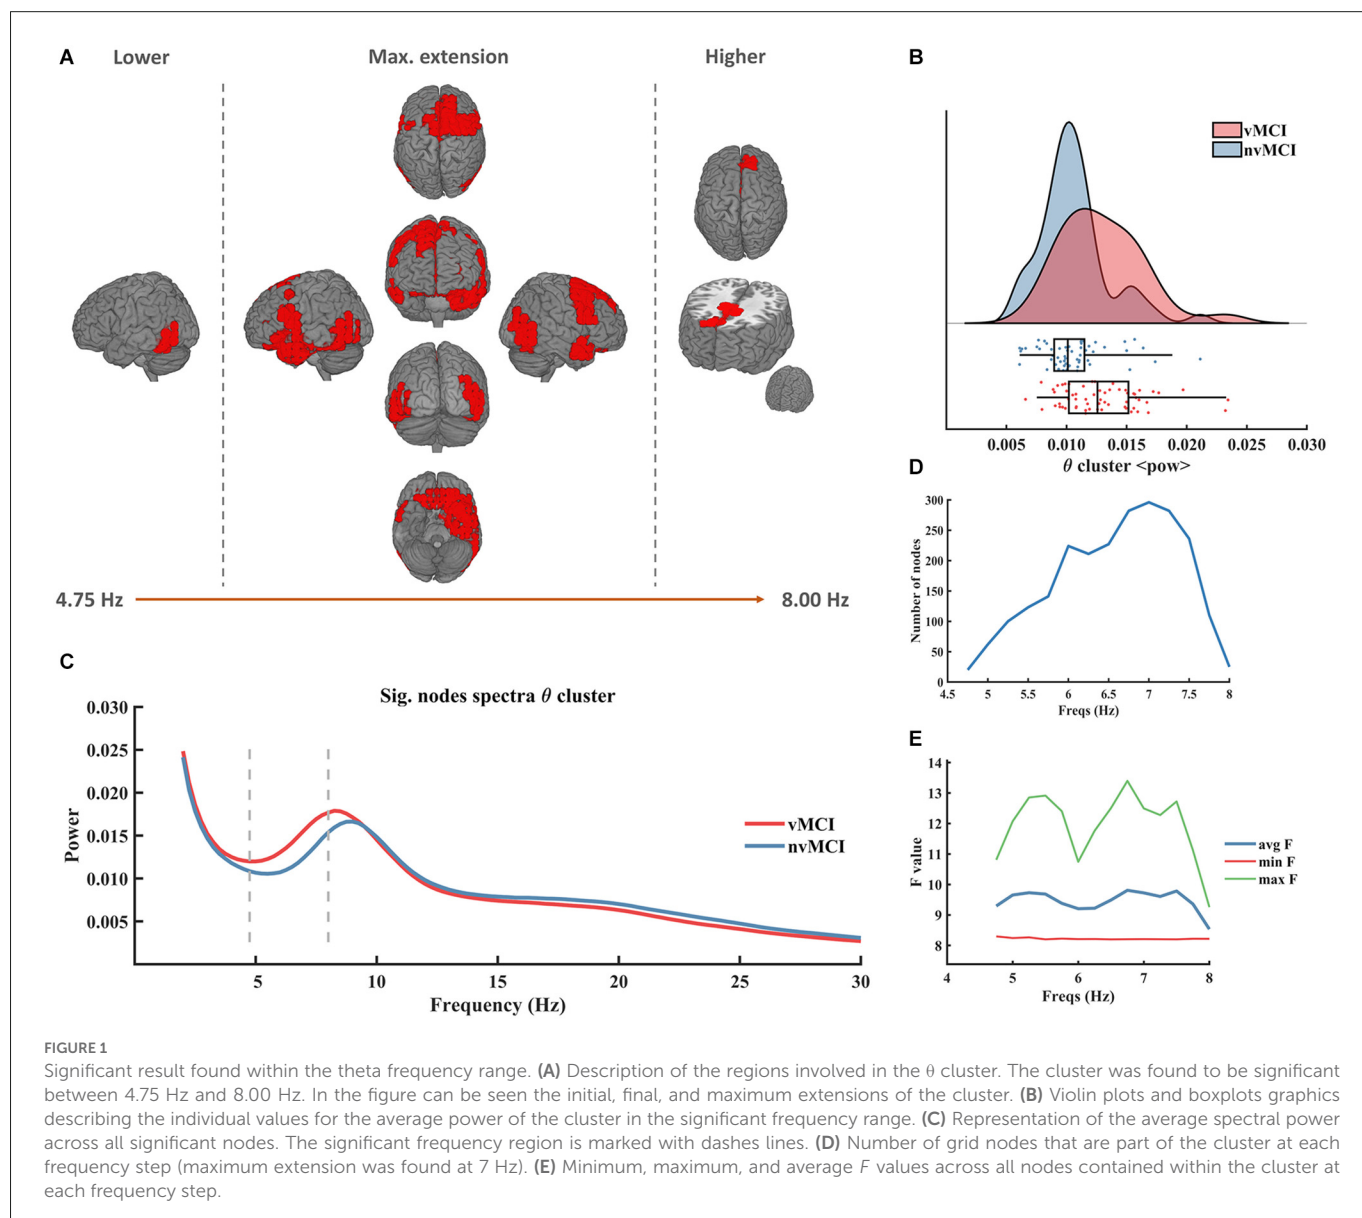 A
Lower
Max. extension
Higher
4.75 Hz
8.00 Hz
B
vMCI
nvMCI
0.005
0.010
0.015
0.020
0.025
0.030
θ cluster <pow>
C
Sig. nodes spectra θ cluster
0.030
0.025
0.020
0.015
0.010
0.005
Power
vMCI
nvMCI
5
10
15
20
25
30
Frequency (Hz)
D
300
250
200
150
100
50
0
Number of nodes
4.5
5
5.5
6
6.5
7
7.5
8
Freqs (Hz)
E
14
13
12
11
10
9
8
F value
avg F
min F
max F
4
5
6
7
8
Freqs (Hz)
FIGURE 1
Significant result found within the theta frequency range. (A) Description of the regions involved in the θ cluster. The cluster was found to be significant
between 4.75 Hz and 8.00 Hz. In the figure can be seen the initial, final, and maximum extensions of the cluster. (B) Violin plots and boxplots graphics
describing the individual values for the average power of the cluster in the significant frequency range. (C) Representation of the average spectral power
across all significant nodes. The significant frequency region is marked with dashes lines. (D) Number of grid nodes that are part of the cluster at each
frequency step (maximum extension was found at 7 Hz). (E) Minimum, maximum, and average F values across all nodes contained within the cluster at
each frequency step.